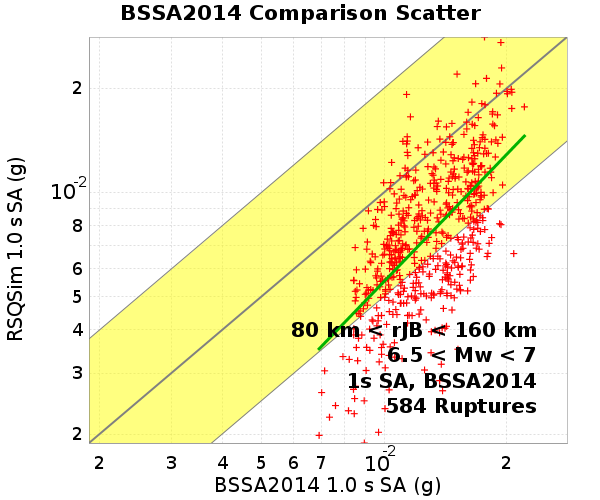 BSSA2014 Comparison Scatter
RSQSim 1.0 s SA (g)
2
10-2
8
6
5
4
3
2
80 km < rJB < 160 km
6.5 < Mw < 7
1s SA, BSSA2014
584 Ruptures
2 3 4 5 6 7 10-2 2
BSSA2014 1.0 s SA (g)